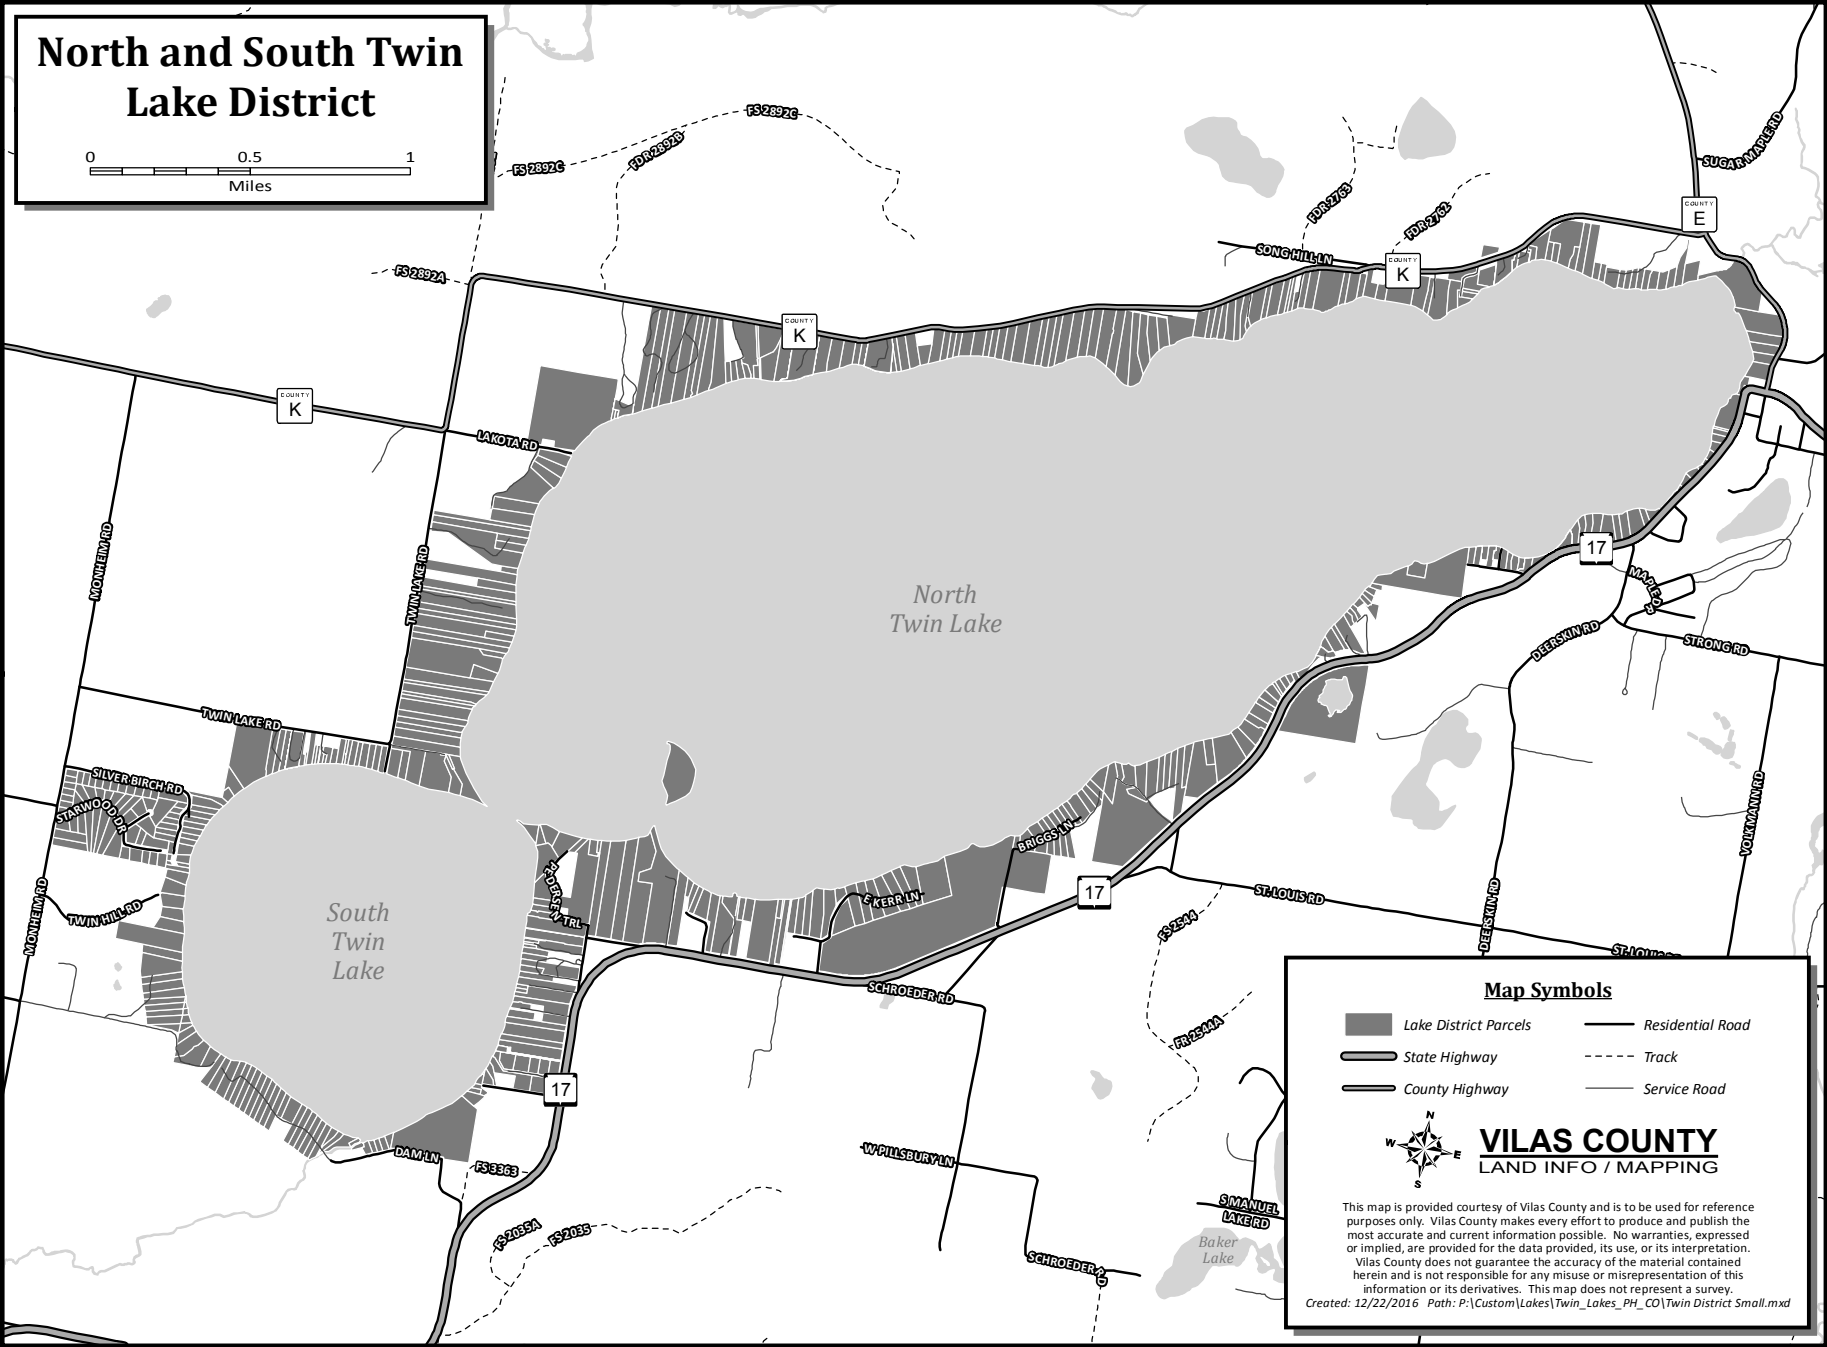 North and South Twin
Lake District
0 0.5 1
Miles
FS 2892C
FDR 2892B
FS 2892C
FS 2892A
FDR 2763
FDR 2762
SUGAR MAPLE RD
COUNTY
E
SONG HILL LN
COUNTY
K
COUNTY
K
COUNTY
K
LAKOTA RD
MONHEIM RD
TWIN LAKE RD
17
MAPLE DR
DEERSKIN RD
STRONG RD
North
Twin Lake
TWIN LAKE RD
SILVER BIRCH RD
STARWOOD DR
VOLKMANN RD
BRIGGS LN
PEDERSEN TRL
E KERR LN
17
ST. LOUIS RD
MONHEIM RD
TWIN HILL RD
South
Twin
Lake
FS 2544
DEERSKIN RD
SCHROEDER RD
FR 2544A
17
DAM LN
FS 3363
W PILLSBURY LN
FS 2035A
FS 2035
S MANUEL
LAKE RD
Baker
Lake
SCHROEDER RD
Map Symbols
Lake District Parcels
Residential Road
State Highway
Track
County Highway
Service Road
N
W E
S
VILAS COUNTY
LAND INFO / MAPPING
This map is provided courtesy of Vilas County and is to be used for reference
purposes only. Vilas County makes every effort to produce and publish the
most accurate and current information possible. No warranties, expressed
or implied, are provided for the data provided, its use, or its interpretation.
Vilas County does not guarantee the accuracy of the material contained
herein and is not responsible for any misuse or misrepresentation of this
information or its derivatives. This map does not represent a survey.
Created: 12/22/2016 Path: P:\Custom\Lakes\Twin_Lakes_PH_CO\Twin District Small.mxd